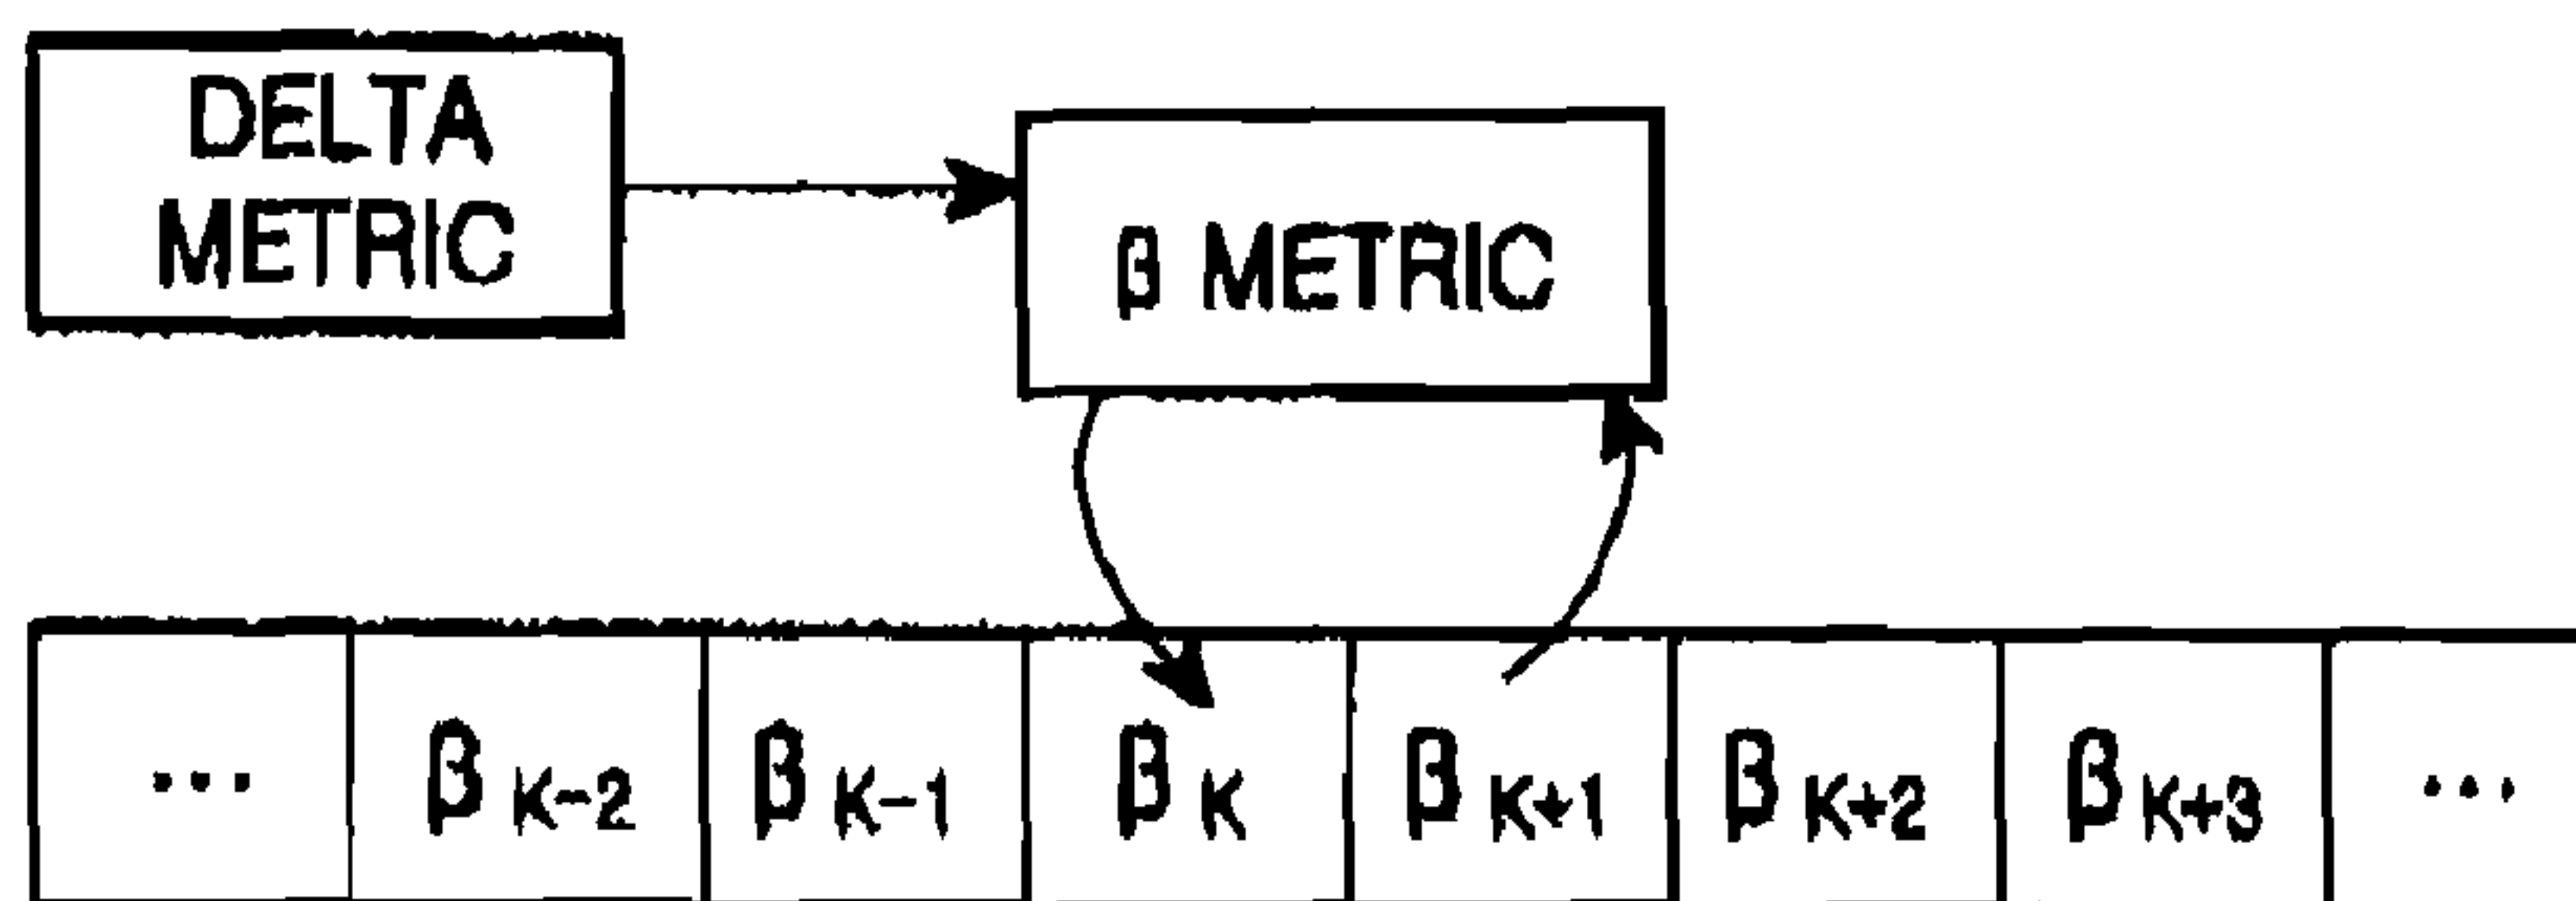 DELTA
METRIC
β METRIC
... β K-2 β K-1 β K β K+1 β K+2 β K+3 ...